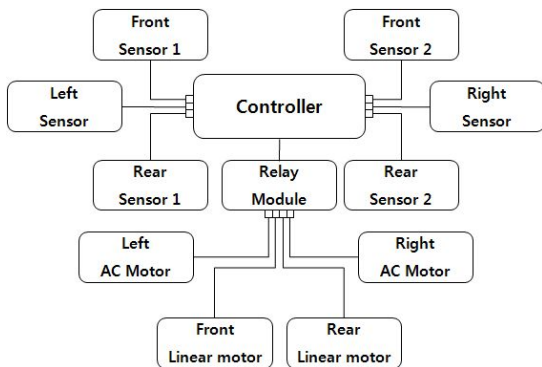 Front
Sensor 1
Front
Sensor 2
Left
Sensor
Controller
Right
Sensor
Rear
Sensor 1
Relay
Module
Rear
Sensor 2
Left
AC Motor
Right
AC Motor
Front
Linear motor
Rear
Linear motor